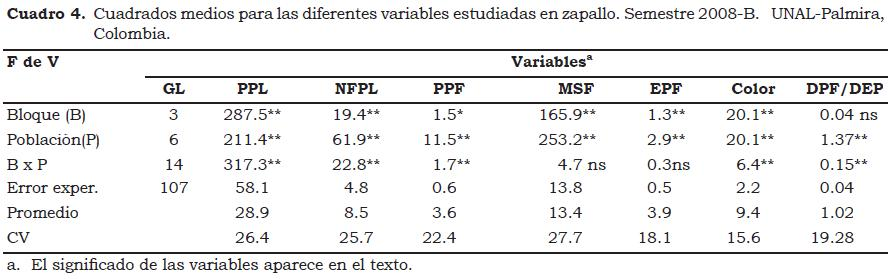 Cuadro 4. Cuadrados medios para las diferentes variables estudiadas en zapallo. Semestre 2008-B. UNAL-Palmira,
Colombia.
F de V Variablesª
GL PPL NFPL PPF MSF EPF Color DPF/DEP
Bloque (B) 3 287.5** 19.4** 1.5* 165.9** 1.3** 20.1** 0.04 ns
Poblaciòn(P) 6 211.4** 61.9** 11.5** 253.2** 2.9** 20.1** 1.37**
B x P 14 317.3** 22.8** 1.7** 4.7 ns 0.3ns 6.4** 0.15**
Error exper. 107 58.1 4.8 0.6 13.8 0.5 2.2 0.04
Promedio 28.9 8.5 3.6 13.4 3.9 9.4 1.02
CV 26.4 25.7 22.4 27.7 18.1 15.6 19.28
a. El significado de las variables aparece en el texto.